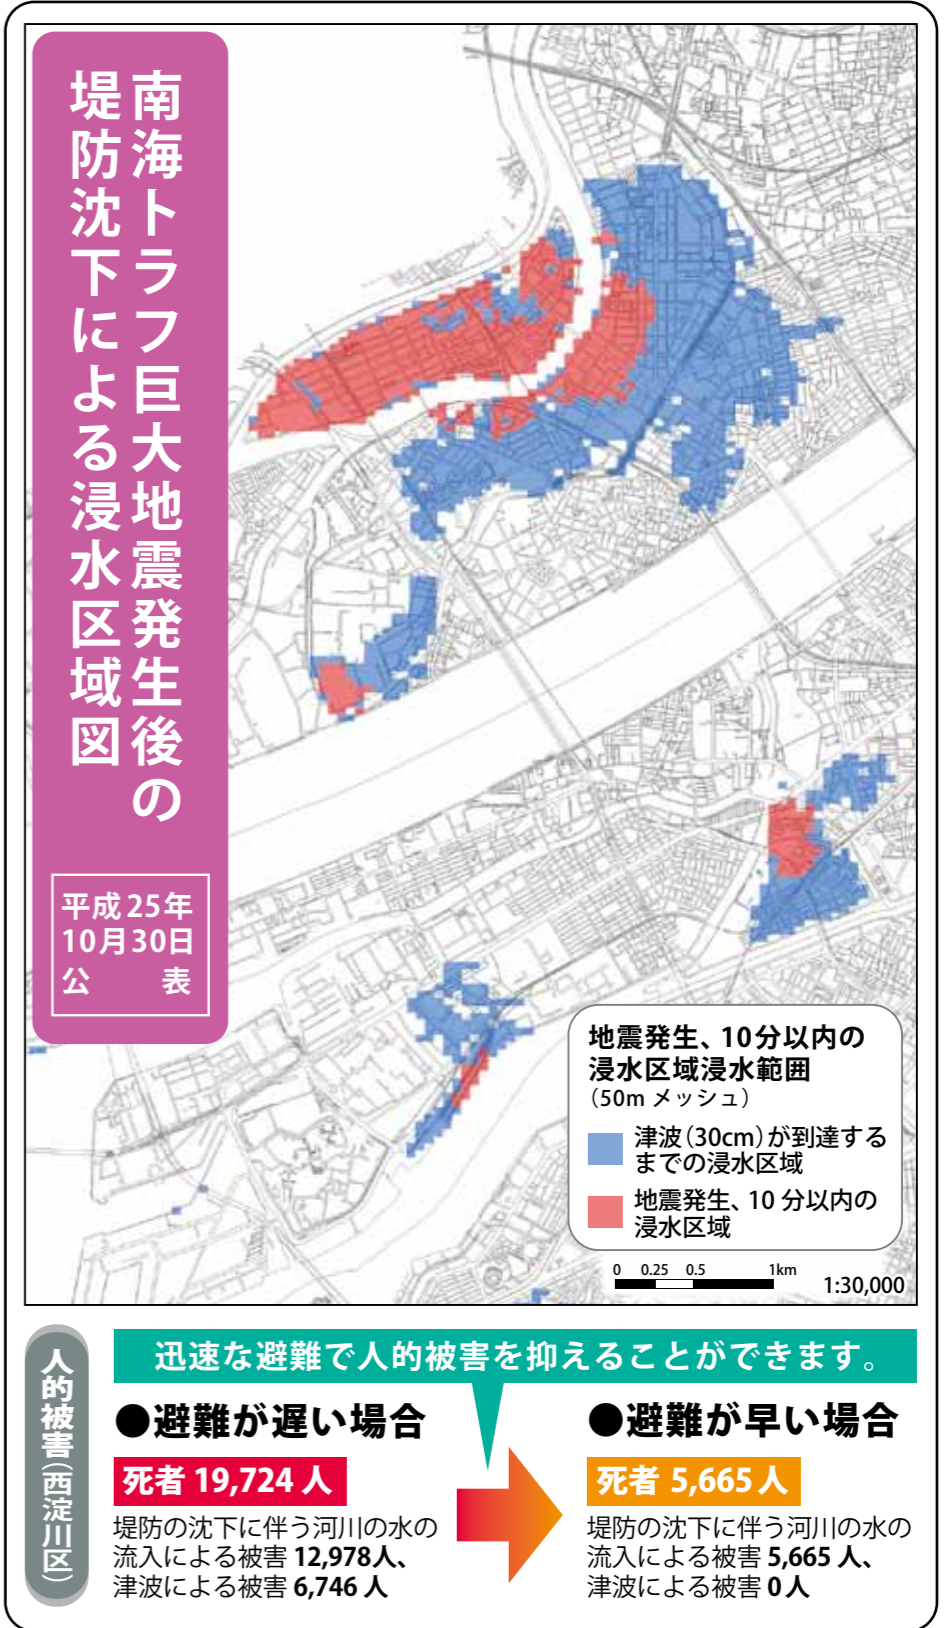 南海トラフ巨大地震発生後の
堤防沈下による浸水区域図
平成25年
10月30日
公　表
地震発生、10分以内の
浸水区域浸水範囲
（50m メッシュ）
津波（30cm）が到達する
までの浸水区域
地震発生、10 分以内の
浸水区域
0 0.25 0.5 1km
1:30,000
人的被害（西淀川区）
迅速な避難で人的被害を抑えることができます。
●避難が遅い場合
死者 19,724 人
堤防の沈下に伴う河川の水の
流入による被害 12,978人、
津波による被害 6,746 人
●避難が早い場合
死者 5,665 人
堤防の沈下に伴う河川の水の
流入による被害 5,665 人、
津波による被害 0 人